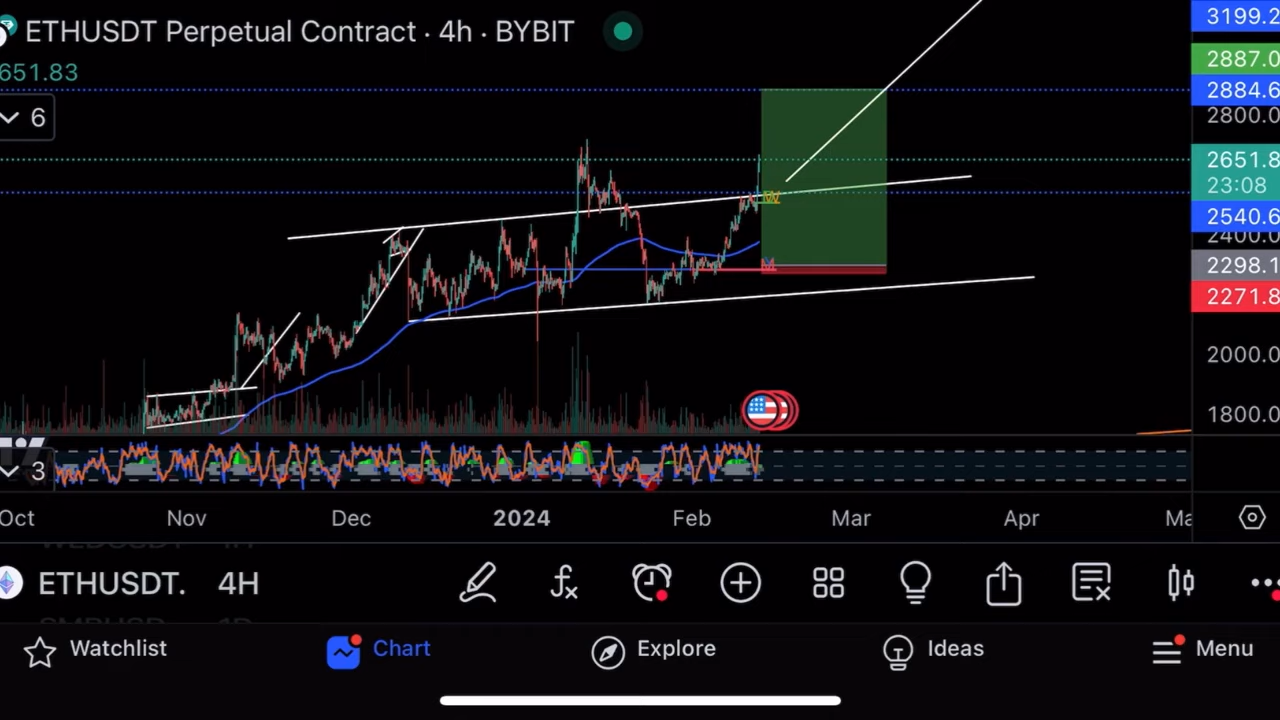 ETHUSDT Perpetual Contract · 4h · BYBIT
3199.2
651.83
2887.0
2884.6
6
2800.0
2651.8
23:08
W
2540.6
2400.0
M
2298.1
2271.8
2000.0
1800.0
3
Oct Nov Dec 2024 Feb Mar Apr Ma
ETHUSDT. 4H
Watchlist Chart Explore Ideas Menu